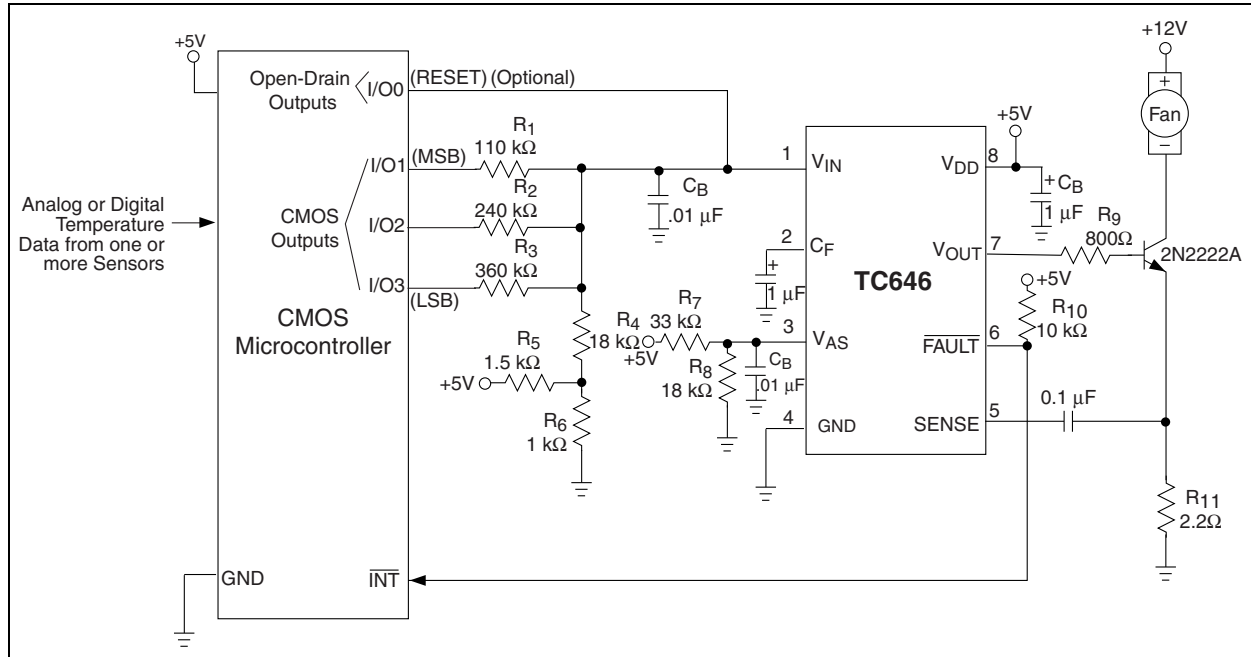 +5V
Open-Drain
Outputs
I/O0
(RESET) (Optional)
I/O1
(MSB)
R1
110 kΩ
I/O2
R2
240 kΩ
CMOS
Outputs
I/O3
(LSB)
R3
360 kΩ
Analog or Digital
Temperature
Data from one or
more Sensors
CMOS
Microcontroller
GND
INT
R4
18 kΩ
+5V
R5
1.5 kΩ
R6
1 kΩ
CB
.01 µF
1 µF
+
+5V
R7
33 kΩ
R8
18 kΩ
CB
.01 µF
1
VIN
2
CF
3
VAS
4
GND
TC646
VDD
8
VOUT
7
FAULT
6
SENSE
5
+5V
+
CB
1 µF
R9
800Ω
+5V
R10
10 kΩ
0.1 µF
+12V
+
Fan
–
2N2222A
R11
2.2Ω